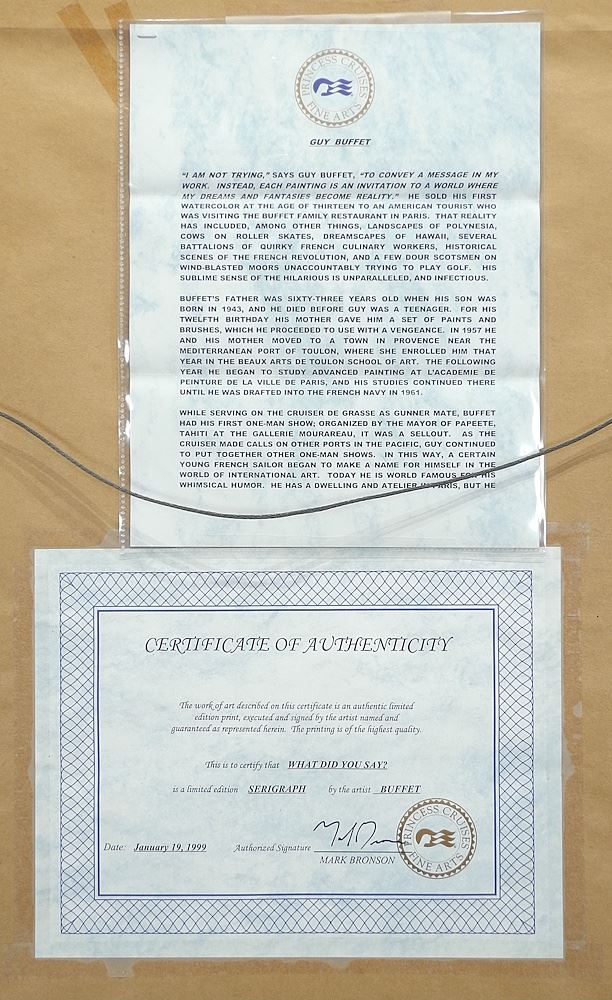 PRINCESS CRUISES
FINE ARTS
GUY BUFFET
"I AM NOT TRYING," SAYS GUY BUFFET, "TO CONVEY A MESSAGE IN MY
WORK. INSTEAD, EACH PAINTING IS AN INVITATION TO A WORLD WHERE
MY DREAMS AND FANTASIES BECOME REALITY." HE SOLD HIS FIRST
WATERCOLOR AT THE AGE OF THIRTEEN TO AN AMERICAN TOURIST WHO
WAS VISITING THE BUFFET FAMILY RESTAURANT IN PARIS. THAT REALITY
HAS INCLUDED, AMONG OTHER THINGS, LANDSCAPES OF POLYNESIA,
COWS ON ROLLER SKATES, DREAMSCAPES OF HAWAII, SEVERAL
BATTALIONS OF QUIRKY FRENCH CULINARY WORKERS, HISTORICAL
SCENES OF THE FRENCH REVOLUTION, AND A FEW DOUR SCOTSMEN ON
WIND-BLASTED MOORS UNACCOUNTABLY TRYING TO PLAY GOLF. HIS
SUBLIME SENSE OF THE HILARIOUS IS UNPARALLELED, AND INFECTIOUS.
BUFFET'S FATHER WAS SIXTY-THREE YEARS OLD WHEN HIS SON WAS
BORN IN 1943, AND HE DIED BEFORE GUY WAS A TEENAGER. FOR HIS
TWELFTH BIRTHDAY HIS MOTHER GAVE HIM A SET OF PAINTS AND
BRUSHES, WHICH HE PROCEEDED TO USE WITH A VENGEANCE. IN 1957 HE
AND HIS MOTHER MOVED TO A TOWN IN PROVENCE NEAR THE
MEDITERRANEAN PORT OF TOULON, WHERE SHE ENROLLED HIM THAT
YEAR IN THE BEAUX ARTS DE TOULON SCHOOL OF ART. THE FOLLOWING
YEAR HE BEGAN TO STUDY ADVANCED PAINTING AT L'ACADEMIE DE
PEINTURE DE LA VILLE DE PARIS, AND HIS STUDIES CONTINUED THERE
UNTIL HE WAS DRAFTED INTO THE FRENCH NAVY IN 1961.
WHILE SERVING ON THE CRUISER DE GRASSE AS GUNNER MATE, BUFFET
HAD HIS FIRST ONE-MAN SHOW; ORGANIZED BY THE MAYOR OF PAPEETE,
TAHITI AT THE GALLERIE MOURAREAU, IT WAS A SELLOUT. AS THE
CRUISER MADE CALLS ON OTHER PORTS IN THE PACIFIC, GUY CONTINUED
TO PUT TOGETHER OTHER ONE-MAN SHOWS. IN THIS WAY, A CERTAIN
YOUNG FRENCH SAILOR BEGAN TO MAKE A NAME FOR HIMSELF IN THE
WORLD OF INTERNATIONAL ART. TODAY HE IS WORLD FAMOUS FOR HIS
WHIMSICAL HUMOR. HE HAS A DWELLING AND ATELIER IN PARIS, BUT HE
CERTIFICATE OF AUTHENTICITY
The work of art described on this certificate is an authentic limited
edition print, executed and signed by the artist named and
guaranteed as represented herein. The printing is of the highest quality.
This is to certify that WHAT DID YOU SAY?
is a limited edition SERIGRAPH by the artist BUFFET
Date: January 19, 1999 Authorized Signature
MARK BRONSON
PRINCESS CRUISES
FINE ARTS